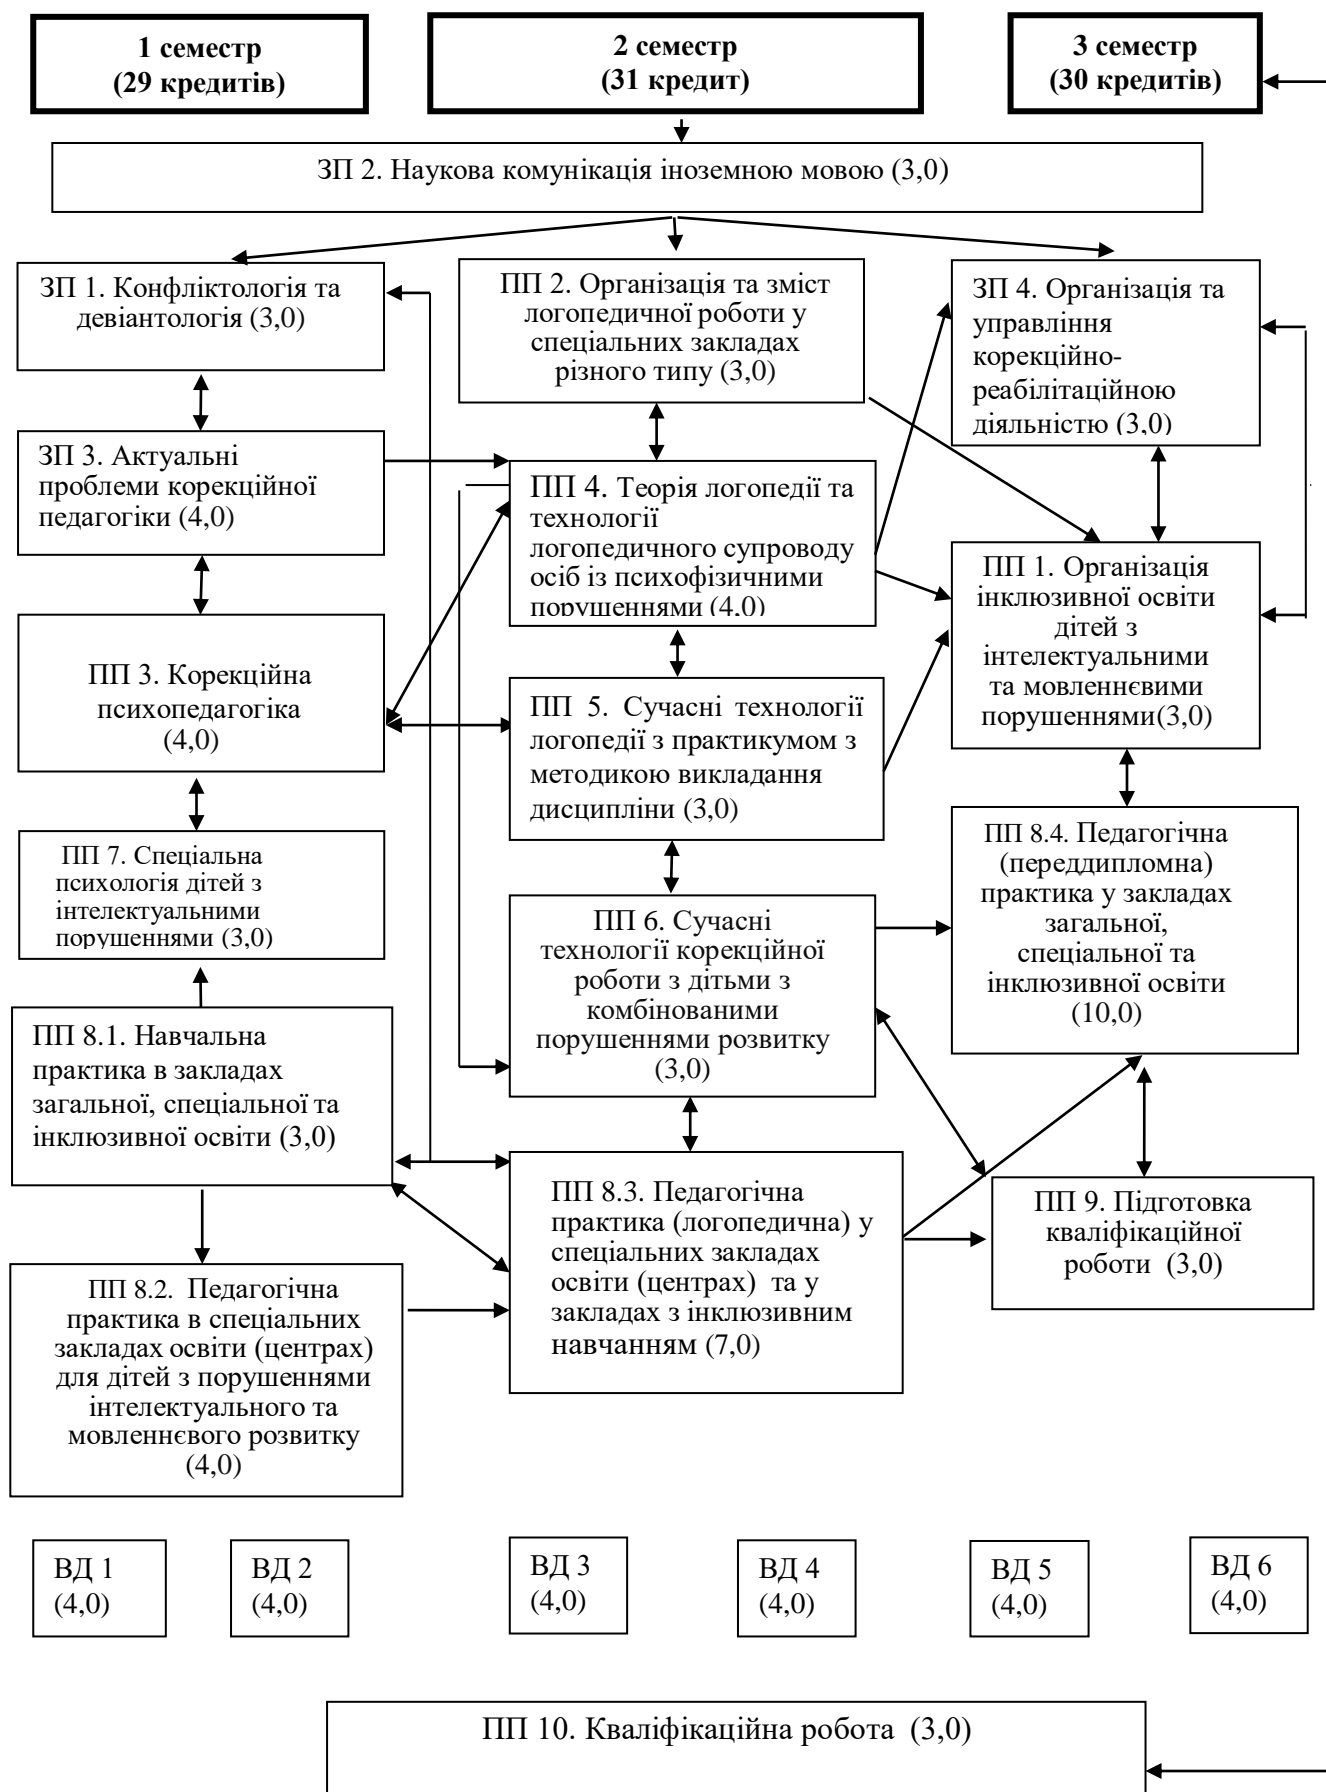 1 семестр
(29 кредитів)
2 семестр
(31 кредит)
3 семестр
(30 кредитів)
ЗП 2. Наукова комунікація іноземною мовою (3,0)
ЗП 1. Конфліктологія та
девіантологія (3,0)
ПП 2. Організація та зміст
логопедичної роботи у
спеціальних закладах
різного типу (3,0)
ЗП 4. Організація та
управління
корекційно-
реабілітаційною
діяльністю (3,0)
ЗП 3. Актуальні
проблеми корекційної
педагогіки (4,0)
ПП 4. Теорія логопедії та
технології
логопедичного супроводу
осіб із психофізичними
порушеннями (4,0)
ПП 1. Організація
інклюзивної освіти
дітей з
інтелектуальними
та мовленнєвими
порушеннями(3,0)
ПП 3. Корекційна
психопедагогіка
(4,0)
ПП 5. Сучасні технології
логопедії з практикумом з
методикою викладання
дисципліни (3,0)
ПП 7. Спеціальна
психологія дітей з
інтелектуальними
порушеннями (3,0)
ПП 8.4. Педагогічна
(переддипломна)
практика у закладах
загальної,
спеціальної та
інклюзивної освіти
(10,0)
ПП 6. Сучасні
технології корекційної
роботи з дітьми з
комбінованими
порушеннями розвитку
(3,0)
ПП 8.1. Навчальна
практика в закладах
загальної, спеціальної та
інклюзивної освіти (3,0)
ПП 8.3. Педагогічна
практика (логопедична) у
спеціальних закладах
освіти (центрах) та у
закладах з інклюзивним
навчанням (7,0)
ПП 9. Підготовка
кваліфікаційної
роботи (3,0)
ПП 8.2. Педагогічна
практика в спеціальних
закладах освіти (центрах)
для дітей з порушеннями
інтелектуального та
мовленнєвого розвитку
(4,0)
ВД 1
(4,0)
ВД 2
(4,0)
ВД 3
(4,0)
ВД 4
(4,0)
ВД 5
(4,0)
ВД 6
(4,0)
ПП 10. Кваліфікаційна робота (3,0)